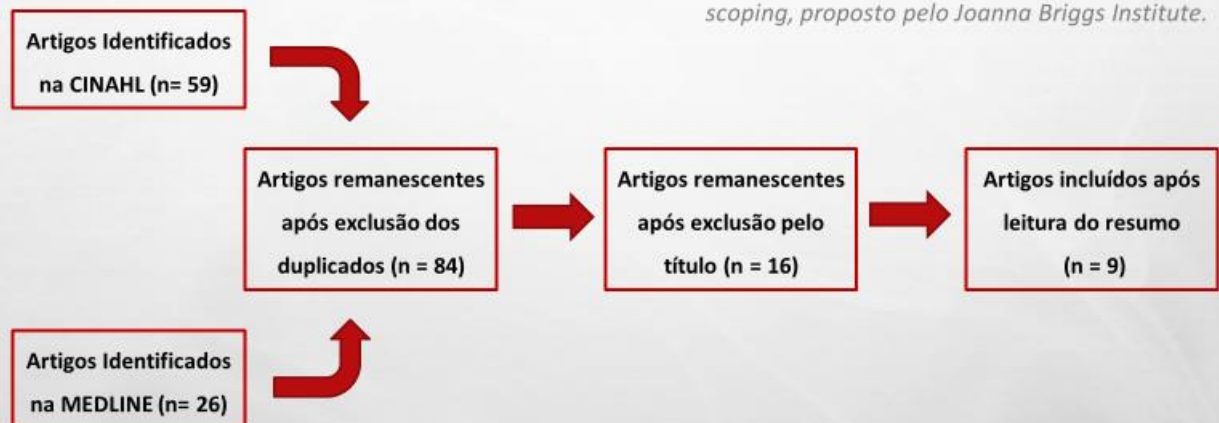 scoping, proposto pelo Joanna Briggs Institute.
Artigos Identificados
na CINAHL (n= 59)
Artigos remanescentes
após exclusão dos
duplicados (n = 84)
Artigos remanescentes
após exclusão pelo
título (n = 16)
Artigos incluídos após
leitura do resumo
(n = 9)
Artigos Identificados
na MEDLINE (n= 26)